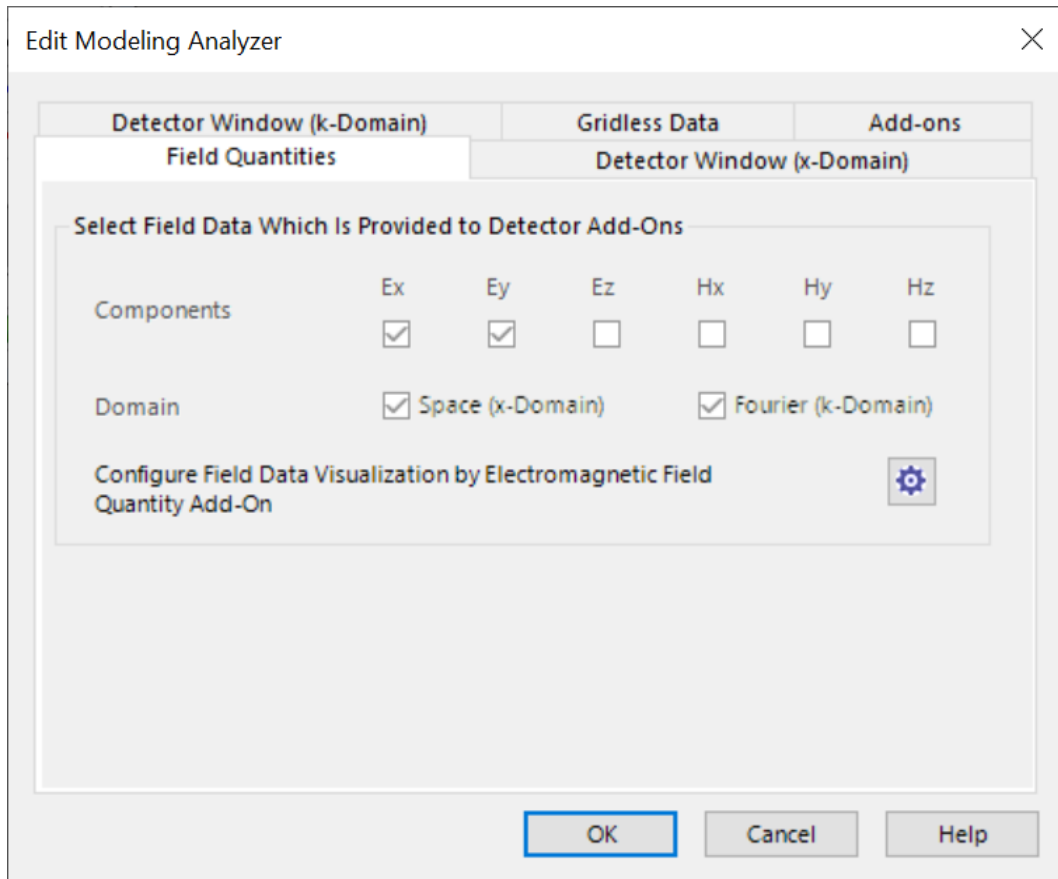 Edit Modeling Analyzer
Detector Window (k-Domain) Gridless Data Add-ons
Field Quantities Detector Window (x-Domain)
Select Field Data Which Is Provided to Detector Add-Ons
Ex Ey Ez Hx Hy Hz
Components
Domain Space (x-Domain) Fourier (k-Domain)
Configure Field Data Visualization by Electromagnetic Field
Quantity Add-On
OK Cancel Help